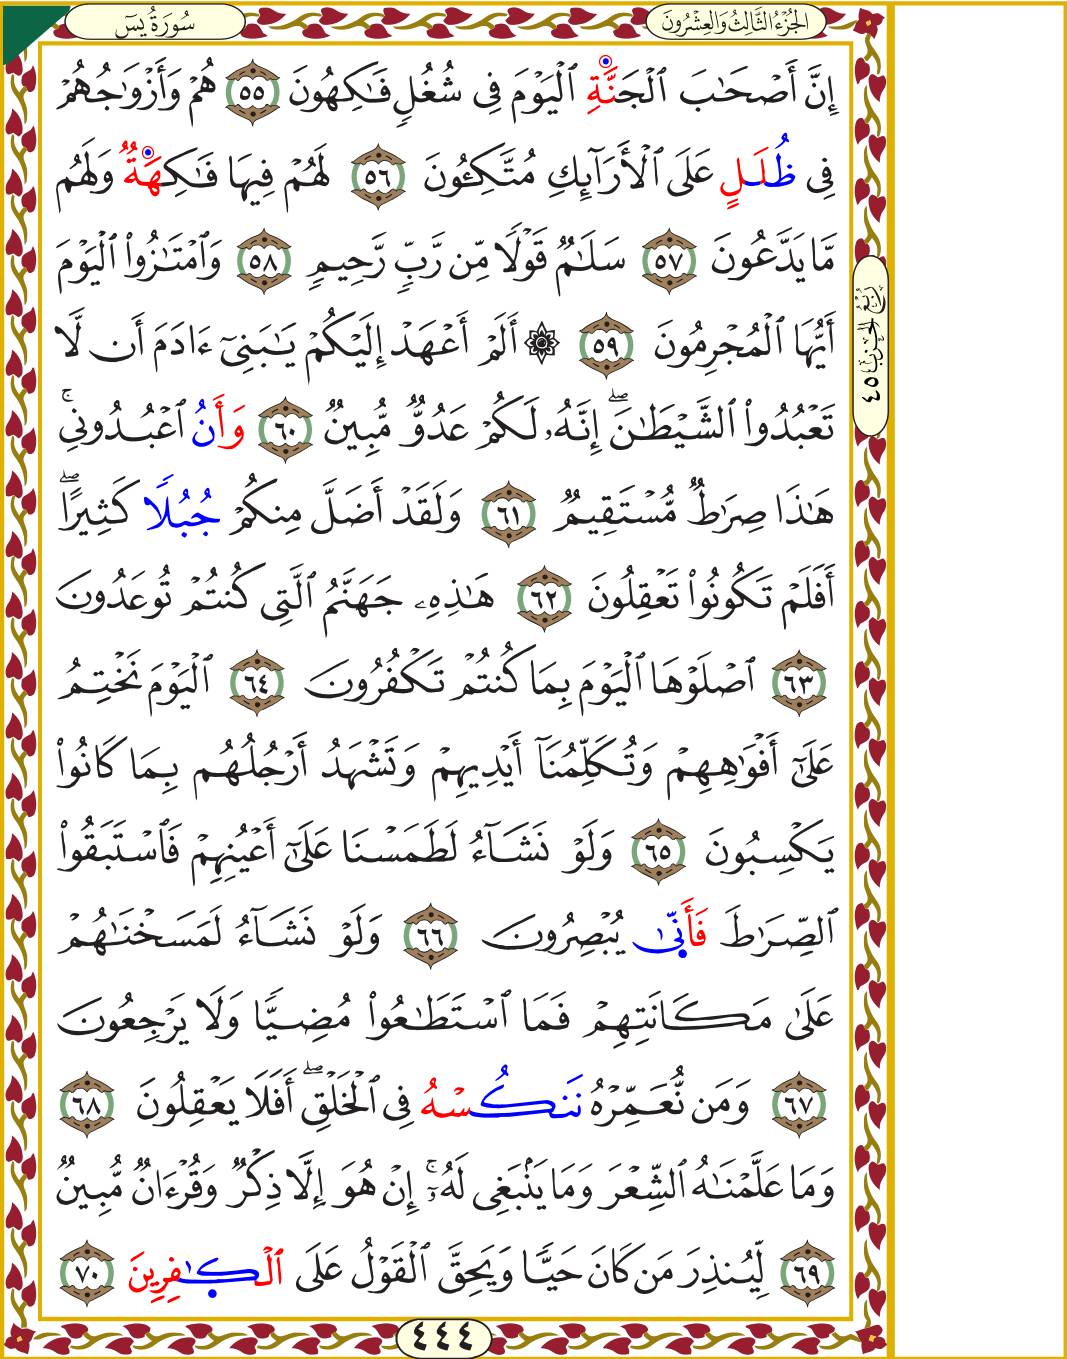 سُورَةُ يسٓ
الجُزْءُ الثَّالِثُ وَالعِشْرُونَ
إِنَّ أَصْحَٰبَ ٱلْجَنَّةِ ٱلْيَوْمَ فِى شُغُلٍ فَٰكِهُونَ ٥٥ هُمْ وَأَزْوَٰجُهُمْ
فِى ظُلَلٍ عَلَى ٱلْأَرَآئِكِ مُتَّكِـُٔونَ ٥٦ لَهُمْ فِيهَا فَٰكِهَةٌ وَلَهُم
مَّا يَدَّعُونَ ٥٧ سَلَٰمٌ قَوْلًا مِّن رَّبٍّ رَّحِيمٍ ٥٨ وَٱمْتَٰزُوا۟ ٱلْيَوْمَ
أَيُّهَا ٱلْمُجْرِمُونَ ٥٩ ۞ أَلَمْ أَعْهَدْ إِلَيْكُمْ يَٰبَنِىٓ ءَادَمَ أَن لَّا
تَعْبُدُوا۟ ٱلشَّيْطَٰنَ ۖ إِنَّهُۥ لَكُمْ عَدُوٌّ مُّبِينٌ ٦٠ وَأَنُ ٱعْبُدُونِى ۚ
هَٰذَا صِرَٰطٌ مُّسْتَقِيمٌ ٦١ وَلَقَدْ أَضَلَّ مِنكُمْ جُبُلًا كَثِيرًا ۖ
أَفَلَمْ تَكُونُوا۟ تَعْقِلُونَ ٦٢ هَٰذِهِۦ جَهَنَّمُ ٱلَّتِى كُنتُمْ تُوعَدُونَ
٦٣ ٱصْلَوْهَا ٱلْيَوْمَ بِمَا كُنتُمْ تَكْفُرُونَ ٦٤ ٱلْيَوْمَ نَخْتِمُ
عَلَىٰٓ أَفْوَٰهِهِمْ وَتُكَلِّمُنَآ أَيْدِيهِمْ وَتَشْهَدُ أَرْجُلُهُم بِمَا كَانُوا۟
يَكْسِبُونَ ٦٥ وَلَوْ نَشَآءُ لَطَمَسْنَا عَلَىٰٓ أَعْيُنِهِمْ فَٱسْتَبَقُوا۟
ٱلصِّرَٰطَ فَأَنَّىٰ يُبْصِرُونَ ٦٦ وَلَوْ نَشَآءُ لَمَسَخْنَٰهُمْ
عَلَىٰ مَكَانَتِهِمْ فَمَا ٱسْتَطَٰعُوا۟ مُضِيًّا وَلَا يَرْجِعُونَ
٦٧ وَمَن نُّعَمِّرْهُ نَنكُسْهُ فِى ٱلْخَلْقِ ۖ أَفَلَا يَعْقِلُونَ ٦٨
وَمَا عَلَّمْنَٰهُ ٱلشِّعْرَ وَمَا يَنۢبَغِى لَهُۥٓ ۚ إِنْ هُوَ إِلَّا ذِكْرٌ وَقُرْءَانٌ مُّبِينٌ
٦٩ لِّيُنذِرَ مَن كَانَ حَيًّا وَيَحِقَّ ٱلْقَوْلُ عَلَى ٱلْكَٰفِرِينَ ٧٠
رُبْعُ الحِزْبِ ٤٥
٤٤٤